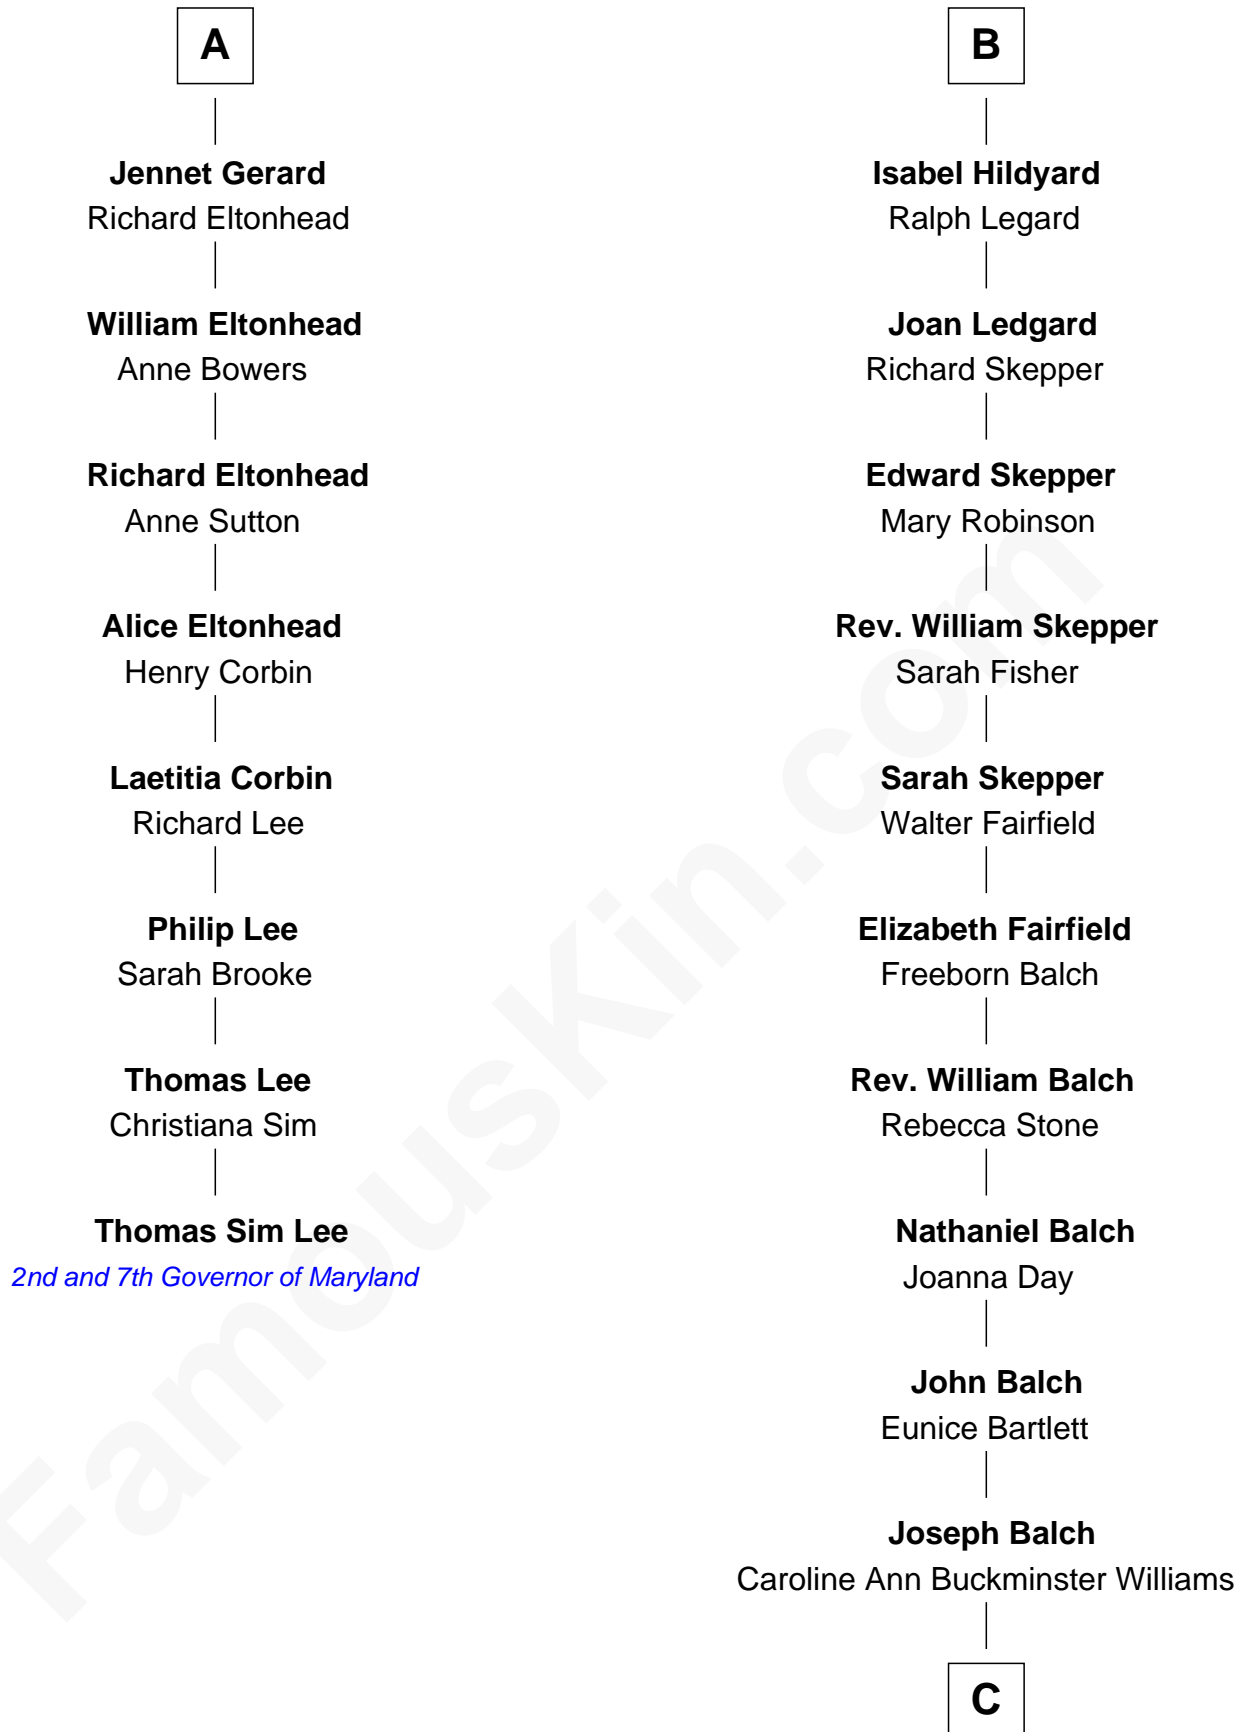 A
Jennet Gerard
Richard Eltonhead
William Eltonhead
Anne Bowers
Richard Eltonhead
Anne Sutton
Alice Eltonhead
Henry Corbin
Laetitia Corbin
Richard Lee
Philip Lee
Sarah Brooke
Thomas Lee
Christiana Sim
Thomas Sim Lee
2nd and 7th Governor of Maryland
B
Isabel Hildyard
Ralph Legard
Joan Ledgard
Richard Skepper
Edward Skepper
Mary Robinson
Rev. William Skepper
Sarah Fisher
Sarah Skepper
Walter Fairfield
Elizabeth Fairfield
Freeborn Balch
Rev. William Balch
Rebecca Stone
Nathaniel Balch
Joanna Day
John Balch
Eunice Bartlett
Joseph Balch
Caroline Ann Buckminster Williams
C
FamousKin.com